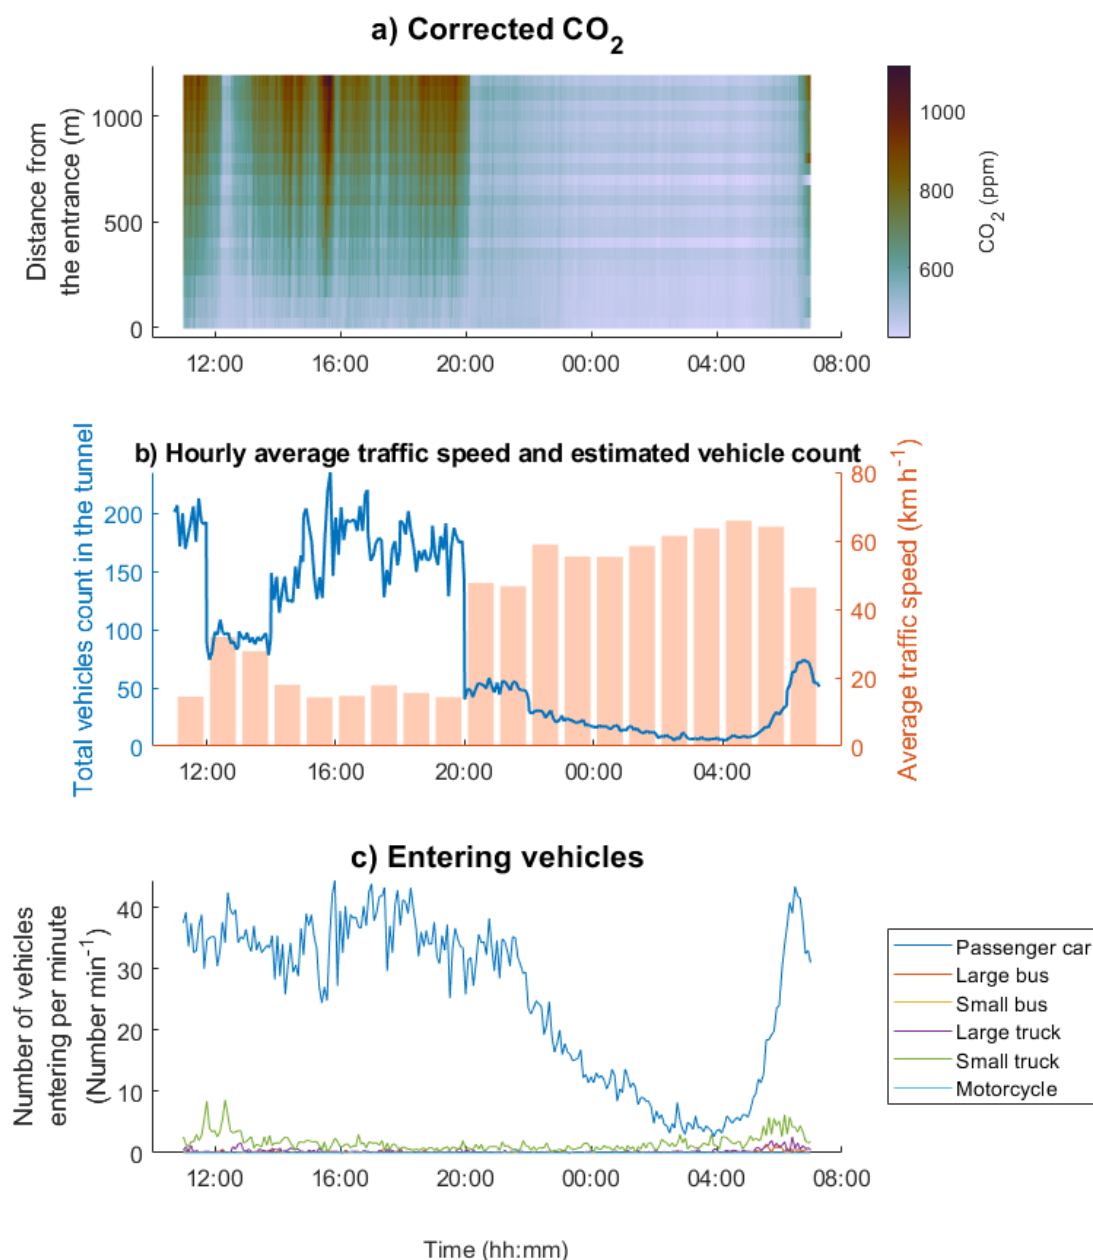 a) Corrected CO2
Distance from
the entrance (m)
1000
500
0
12:00 16:00 20:00 00:00 04:00 08:00
1000
800
600
CO2 (ppm)
b) Hourly average traffic speed and estimated vehicle count
Total vehicles count in the tunnel
200
150
100
50
0
12:00 16:00 20:00 00:00 04:00
80
60
40
20
0
Average traffic speed (km h-1)
c) Entering vehicles
Number of vehicles
entering per minute
(Number min-1)
40
30
20
10
0
12:00 16:00 20:00 00:00 04:00 08:00
Passenger car
Large bus
Small bus
Large truck
Small truck
Motorcycle
Time (hh:mm)